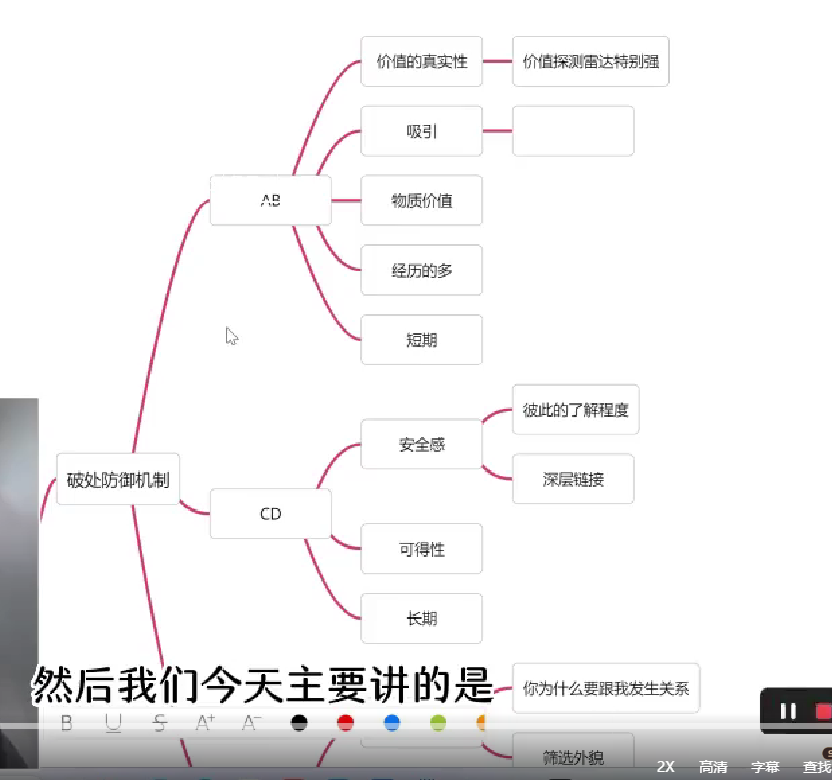 价值的真实性
价值探测雷达特别强
吸引
AB
物质价值
经历的多
短期
彼此的了解程度
安全感
深层链接
破处防御机制
CD
可得性
长期
然后我们今天主要讲的是
你为什么要跟我发生关系
B U S A+ A-
筛选外貌
2X 高清 字幕 查找